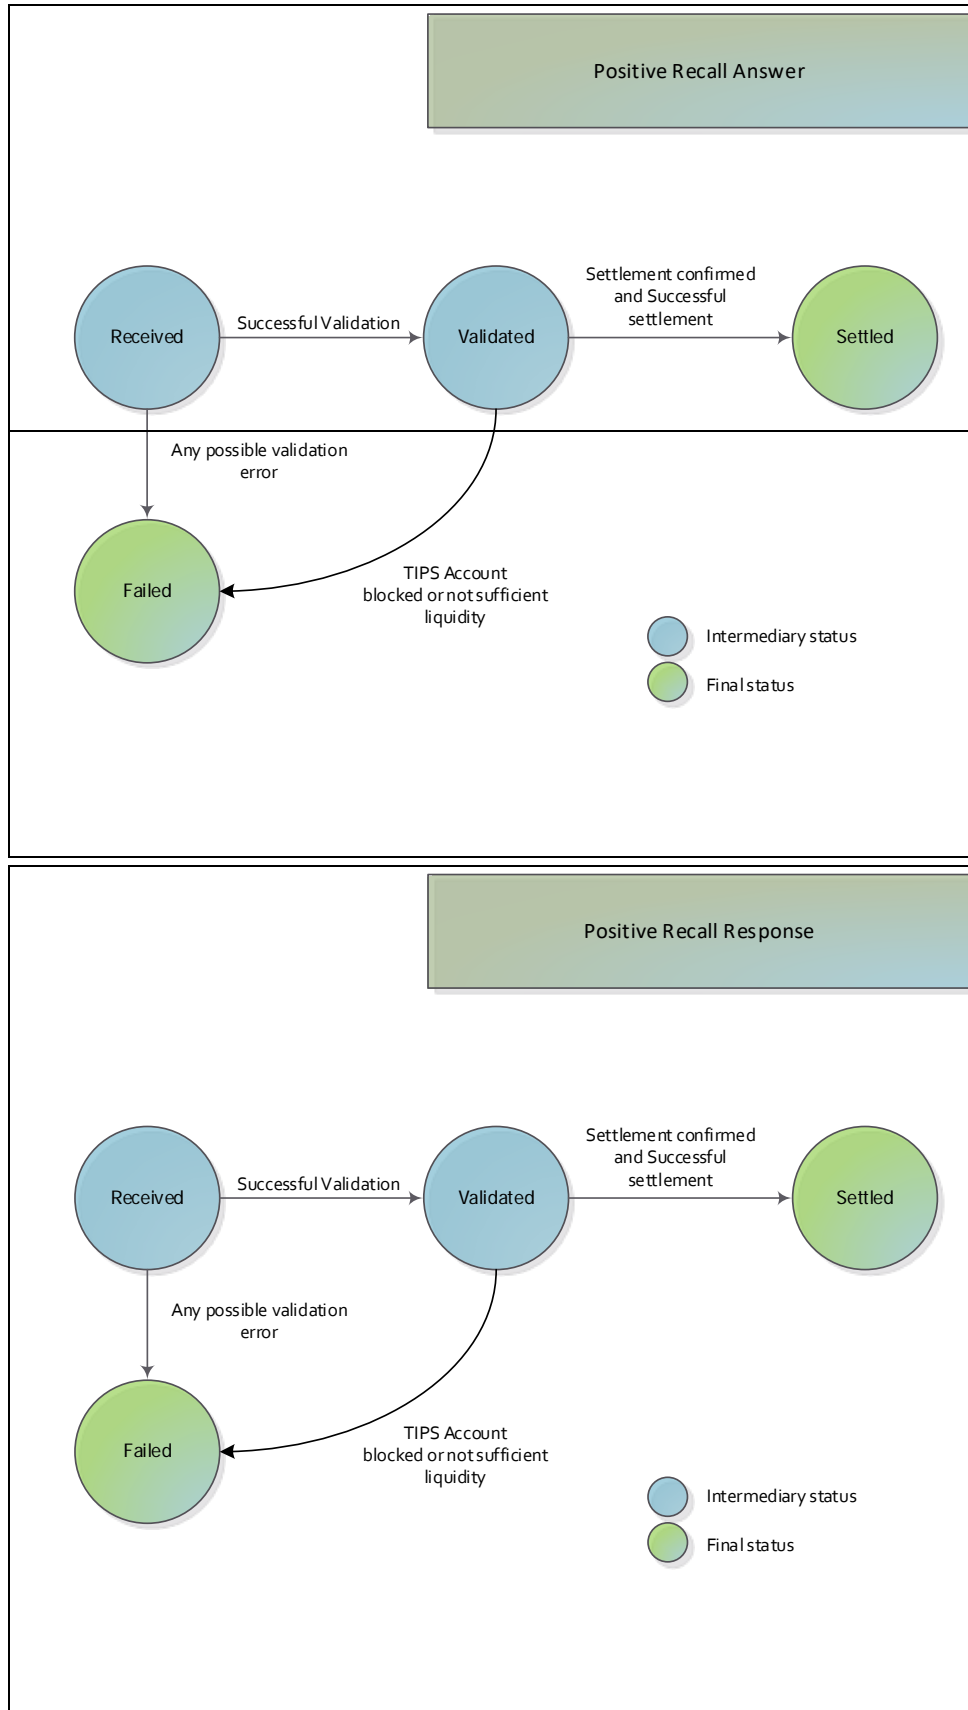 Positive Recall Answer
Settlement confirmed
and Successful
settlement
Received
Successful Validation
Validated
Settled
Any possible validation
error
Failed
TIPS Account
blocked or not sufficient
liquidity
Intermediary status
Final status
Positive Recall Response
Settlement confirmed
and Successful
settlement
Received
Successful Validation
Validated
Settled
Any possible validation
error
Failed
TIPS Account
blocked or not sufficient
liquidity
Intermediary status
Final status